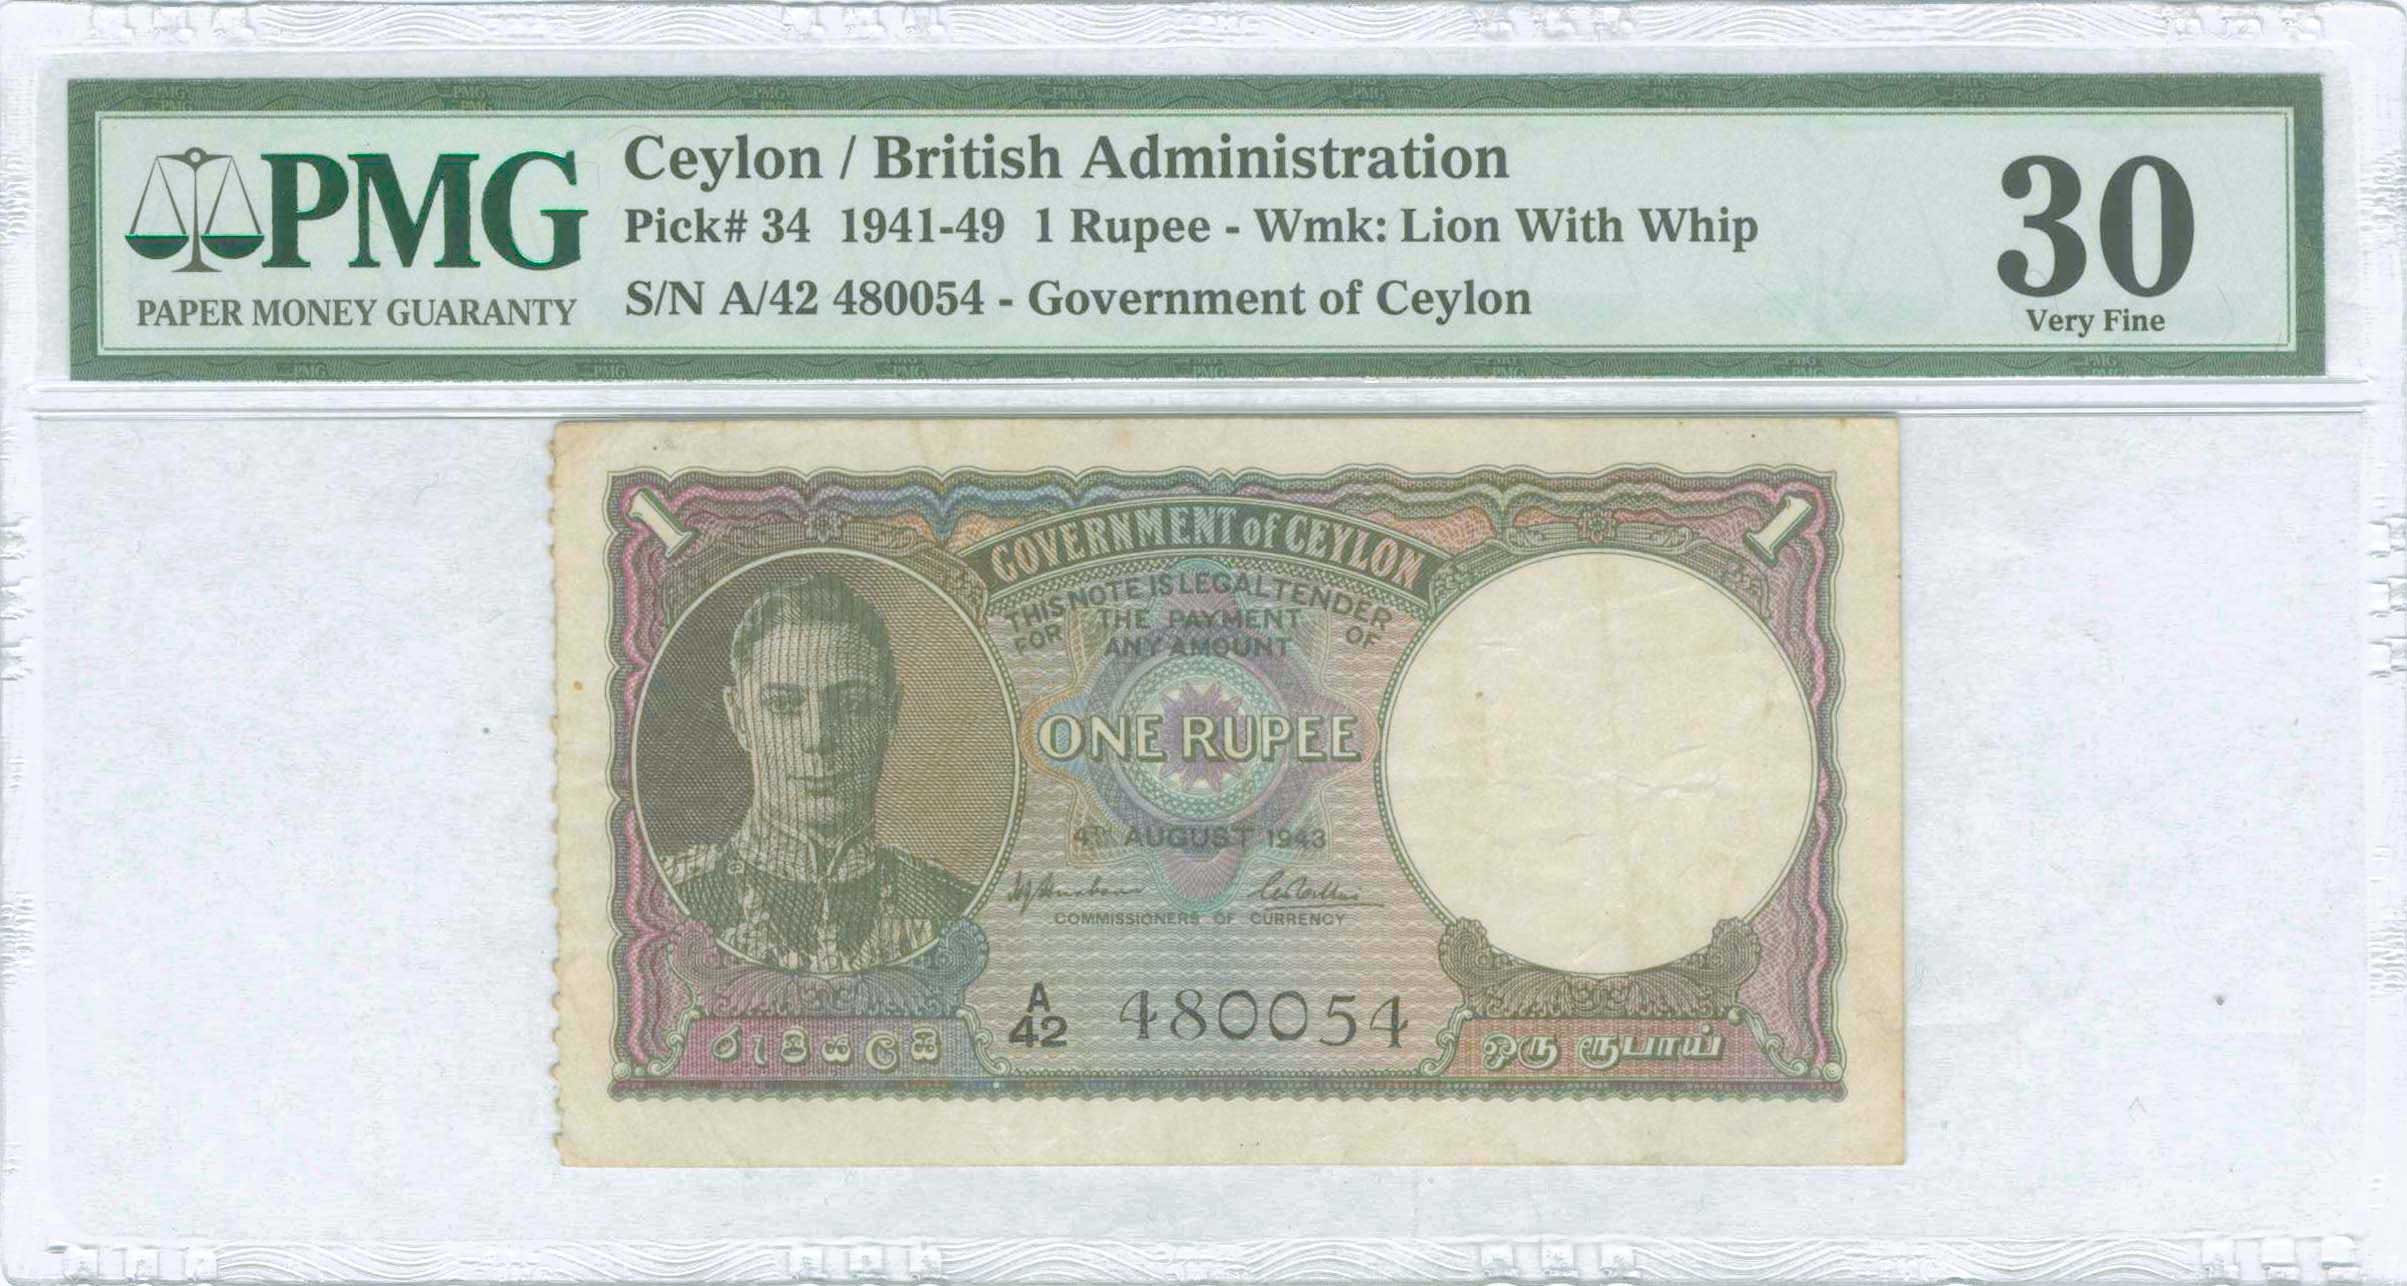 PMG
PAPER MONEY GUARANTY
Ceylon / British Administration
Pick# 34 1941-49 1 Rupee - Wmk: Lion With Whip
S/N A/42 480054 - Government of Ceylon
30
Very Fine
1
1
GOVERNMENT of CEYLON
THIS NOTE IS LEGAL TENDER
FOR THE PAYMENT OF
ANY AMOUNT
ONE RUPEE
4TH AUGUST 1943
COMMISSIONERS OF CURRENCY
A/42 480054
රුපියලයි
ஒரு ரூபாய்